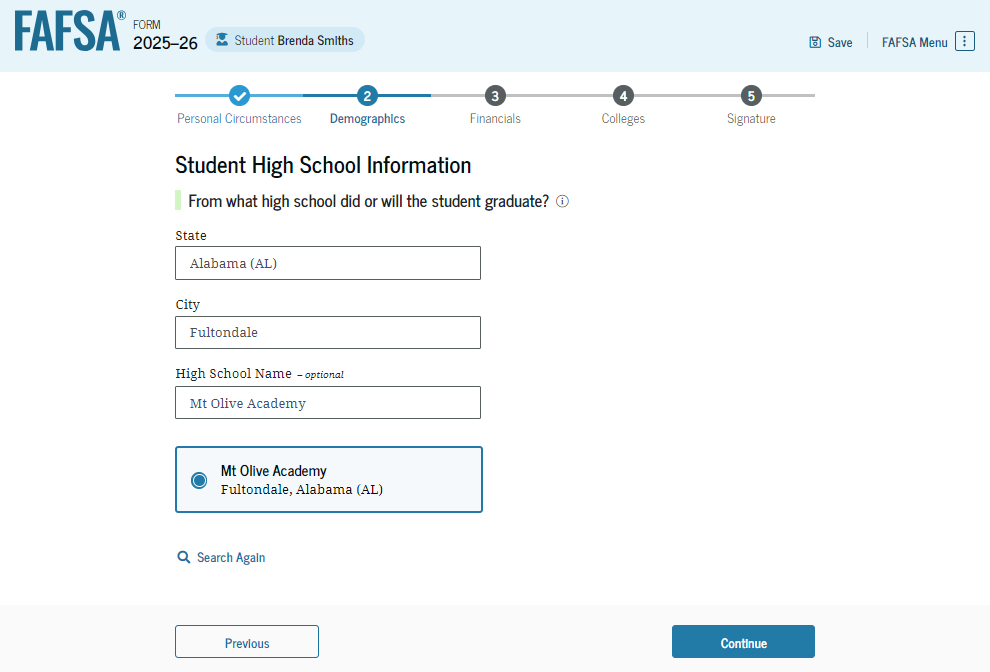 FAFSA® FORM
2025–26
Student Brenda Smiths
Save
FAFSA Menu
2
3
4
5
Personal Circumstances
Demographics
Financials
Colleges
Signature
Student High School Information
From what high school did or will the student graduate?
State
Alabama (AL)
City
Fultondale
High School Name – optional
Mt Olive Academy
Mt Olive Academy
Fultondale, Alabama (AL)
Search Again
Previous
Continue